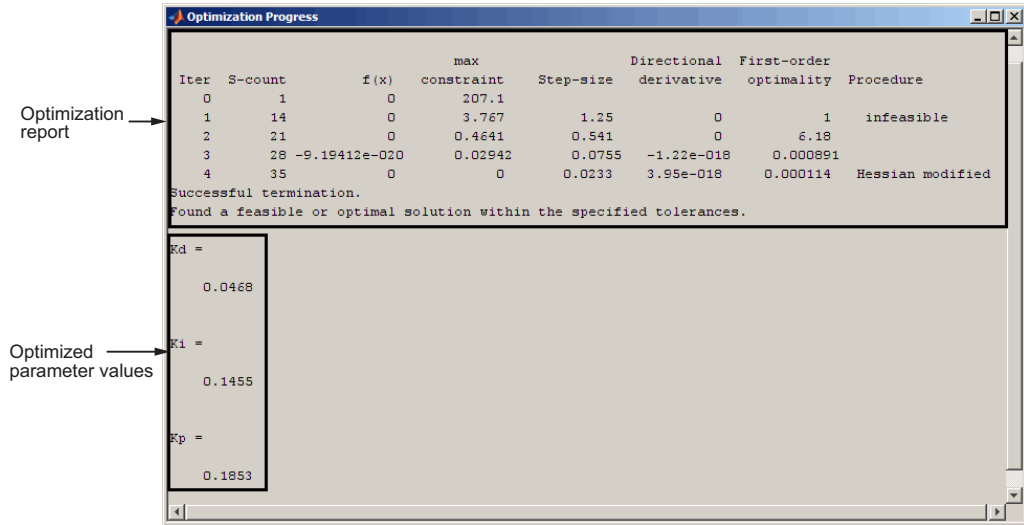 Optimization Progress
max Directional First-order
Iter S-count f(x) constraint Step-size derivative optimality Procedure
0 1 0 207.1
1 14 0 3.767 1.25 0 1 infeasible
2 21 0 0.4641 0.541 0 6.18
3 28 -9.19412e-020 0.02942 0.0755 -1.22e-018 0.000891
4 35 0 0 0.0233 3.95e-018 0.000114 Hessian modified
Successful termination.
Found a feasible or optimal solution within the specified tolerances.
Optimization
report
Kd =
0.0468
Ki =
0.1455
Kp =
0.1853
Optimized
parameter values